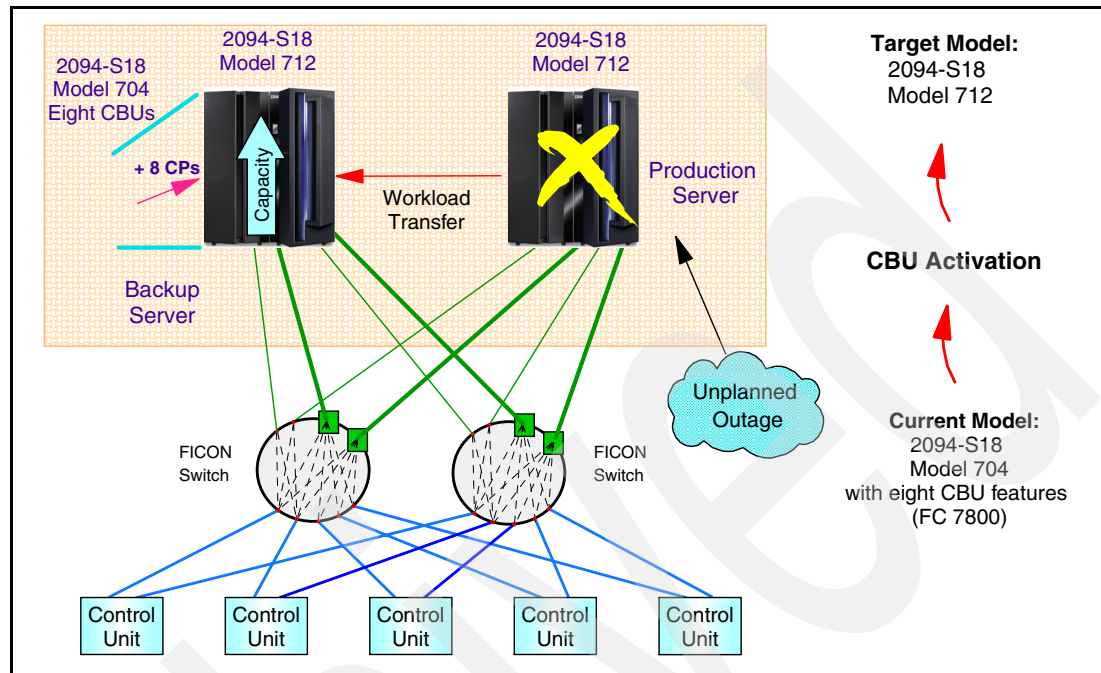 2094-S18
Model 712
2094-S18
Model 712
2094-S18
Model 704
Eight CBUs
+ 8 CPs
Capacity
Workload
Transfer
Production
Server
Backup
Server
Unplanned
Outage
FICON
Switch
FICON
Switch
Control
Unit
Control
Unit
Control
Unit
Control
Unit
Control
Unit
Target Model:
2094-S18
Model 712
CBU Activation
Current Model:
2094-S18
Model 704
with eight CBU features
(FC 7800)